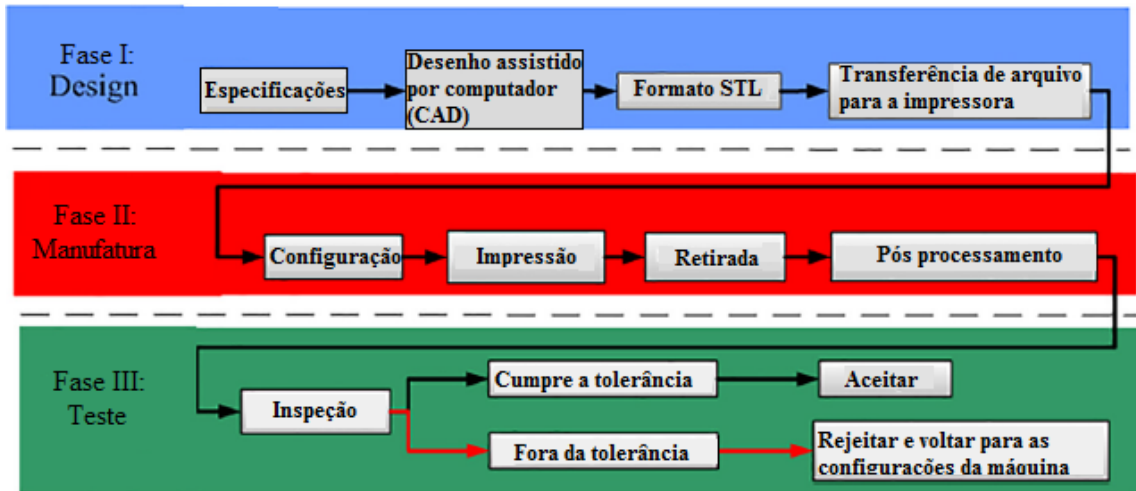 Fase I:
Design
Especificações
Desenho assistido
por computador
(CAD)
Formato STL
Transferência de arquivo
para a impressora
Fase II:
Manufatura
Configuração
Impressão
Retirada
Pós processamento
Fase III:
Teste
Inspeção
Cumpre a tolerância
Aceitar
Fora da tolerância
Rejeitar e voltar para as
configurações da máquina